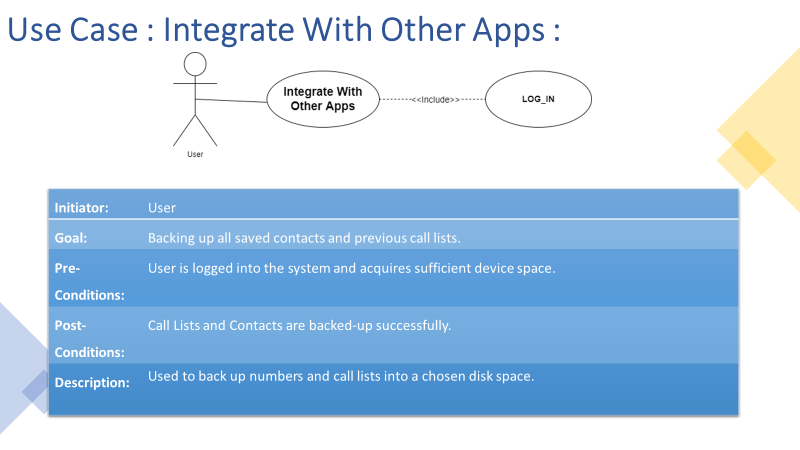 Use Case : Integrate With Other Apps :
Integrate With
Other Apps
<<Include>>
LOG_IN
User
Initiator: User
Goal: Backing up all saved contacts and previous call lists.
Pre- User is logged into the system and acquires sufficient device space.
Conditions:
Post- Call Lists and Contacts are backed-up successfully.
Conditions:
Description: Used to back up numbers and call lists into a chosen disk space.